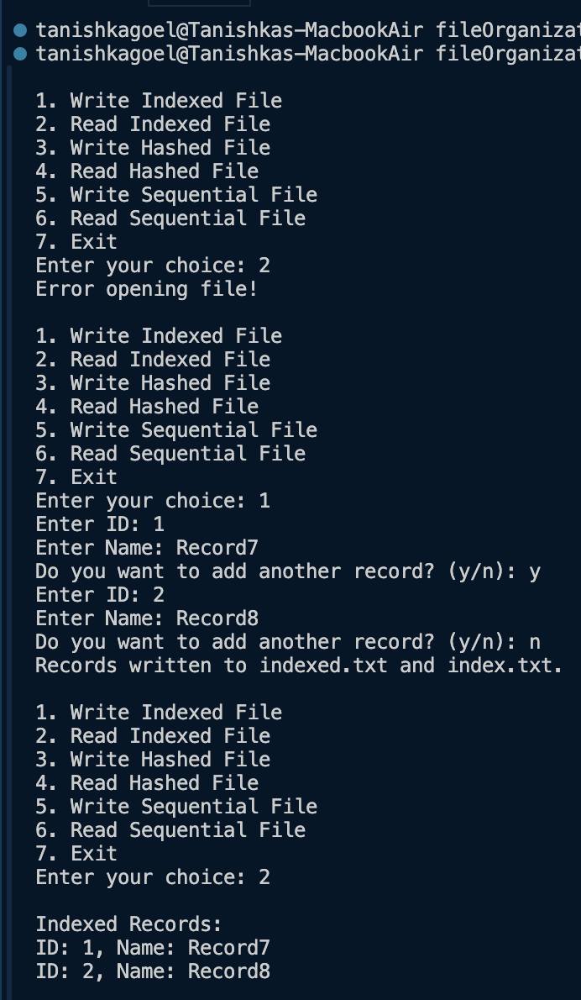 tanishkagoel@Tanishkas-MacbookAir fileOrganizat
tanishkagoel@Tanishkas-MacbookAir fileOrganizat
1. Write Indexed File
2. Read Indexed File
3. Write Hashed File
4. Read Hashed File
5. Write Sequential File
6. Read Sequential File
7. Exit
Enter your choice: 2
Error opening file!
1. Write Indexed File
2. Read Indexed File
3. Write Hashed File
4. Read Hashed File
5. Write Sequential File
6. Read Sequential File
7. Exit
Enter your choice: 1
Enter ID: 1
Enter Name: Record7
Do you want to add another record? (y/n): y
Enter ID: 2
Enter Name: Record8
Do you want to add another record? (y/n): n
Records written to indexed.txt and index.txt.
1. Write Indexed File
2. Read Indexed File
3. Write Hashed File
4. Read Hashed File
5. Write Sequential File
6. Read Sequential File
7. Exit
Enter your choice: 2
Indexed Records:
ID: 1, Name: Record7
ID: 2, Name: Record8